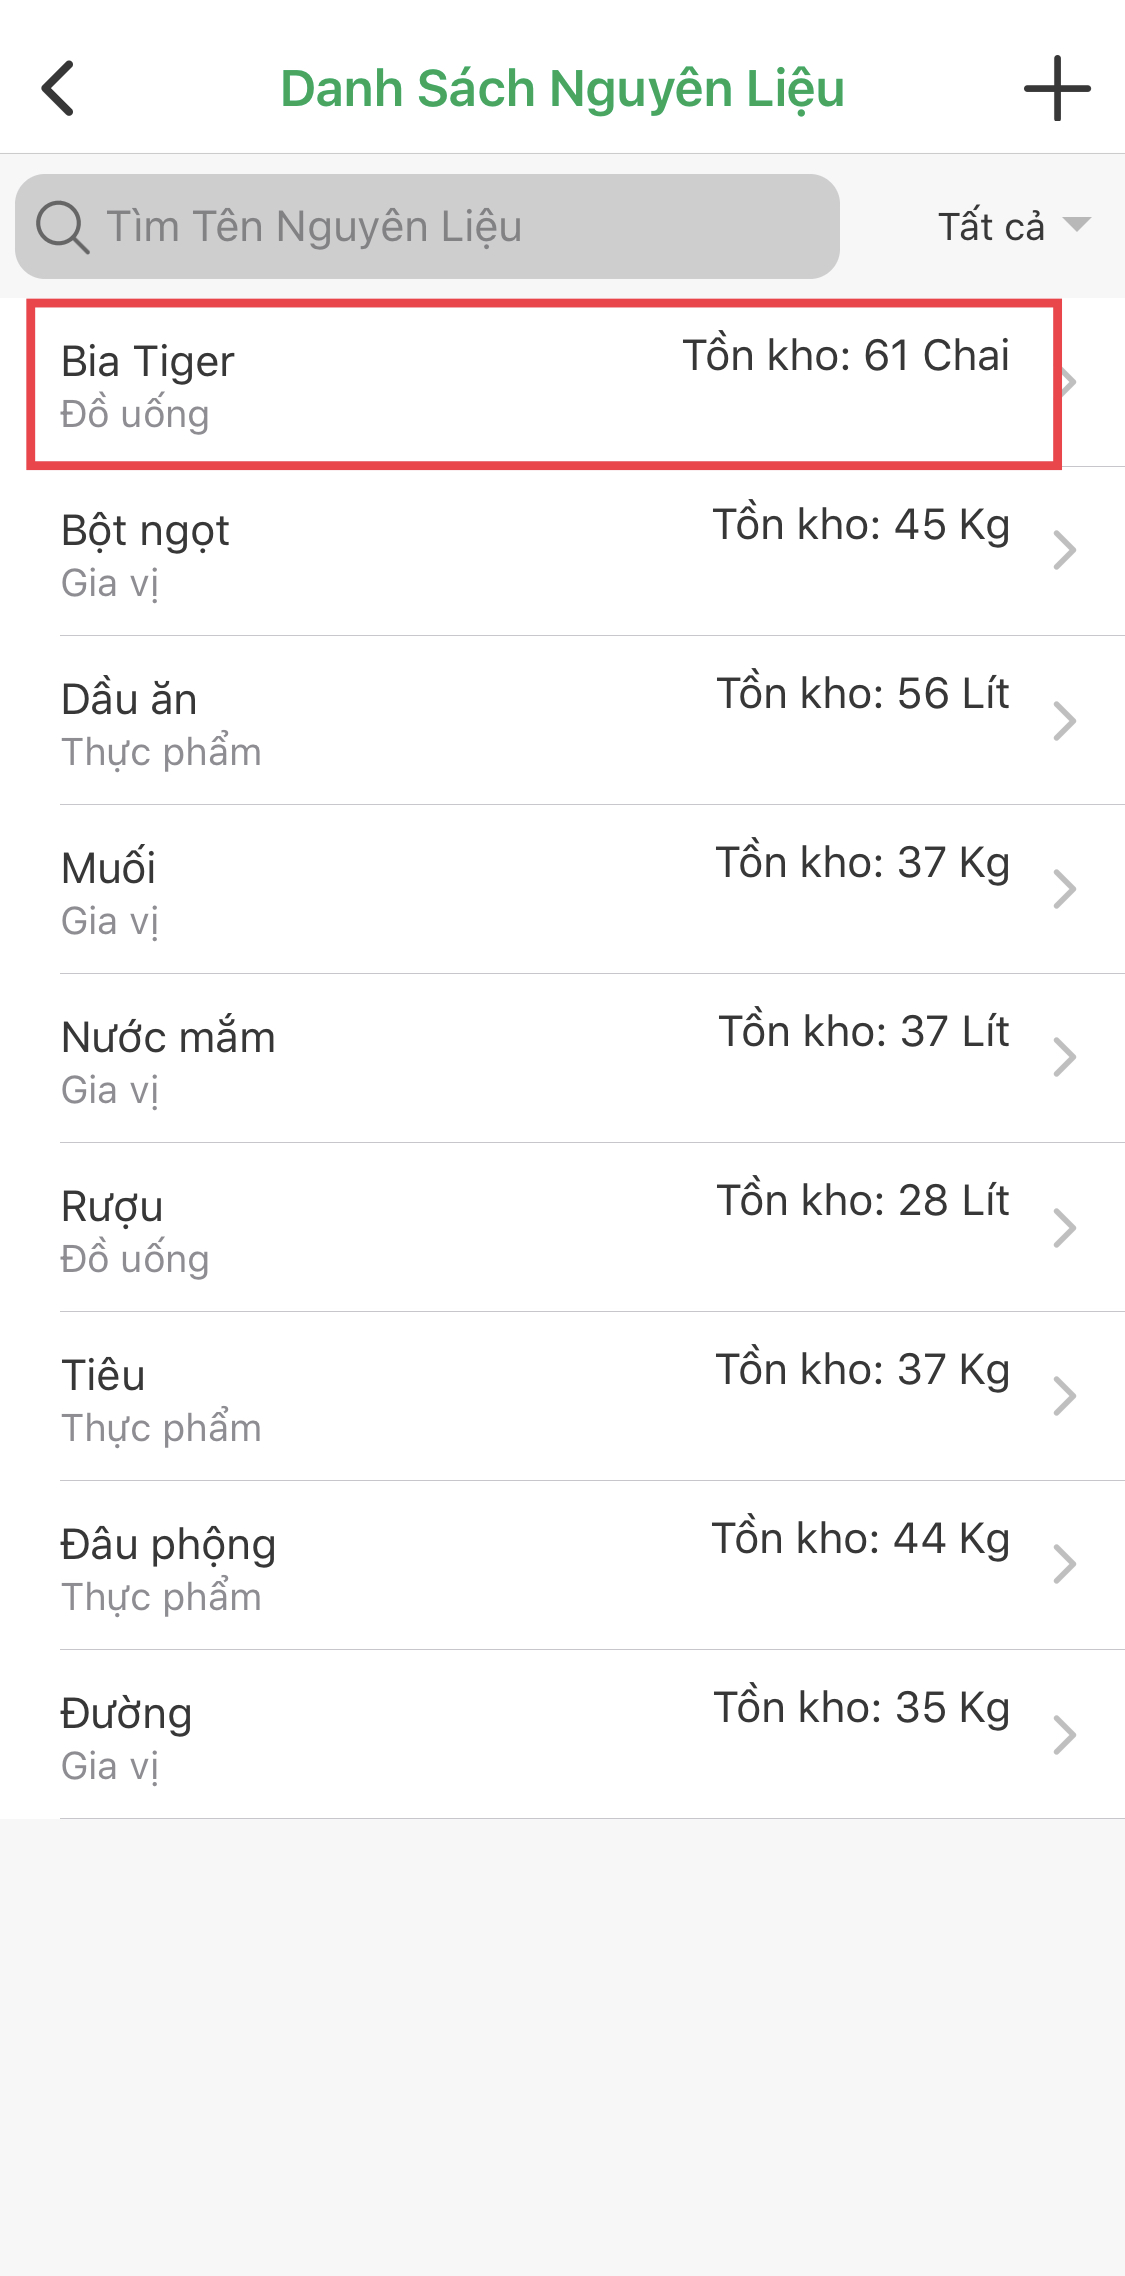 Danh Sách Nguyên Liệu
Tìm Tên Nguyên Liệu
Tất cả
Bia Tiger
Tồn kho: 61 Chai
Đồ uống
Bột ngọt
Tồn kho: 45 Kg
Gia vị
Dầu ăn
Tồn kho: 56 Lít
Thực phẩm
Muối
Tồn kho: 37 Kg
Gia vị
Nước mắm
Tồn kho: 37 Lít
Gia vị
Rượu
Tồn kho: 28 Lít
Đồ uống
Tiêu
Tồn kho: 37 Kg
Thực phẩm
Đâu phộng
Tồn kho: 44 Kg
Thực phẩm
Đường
Tồn kho: 35 Kg
Gia vị